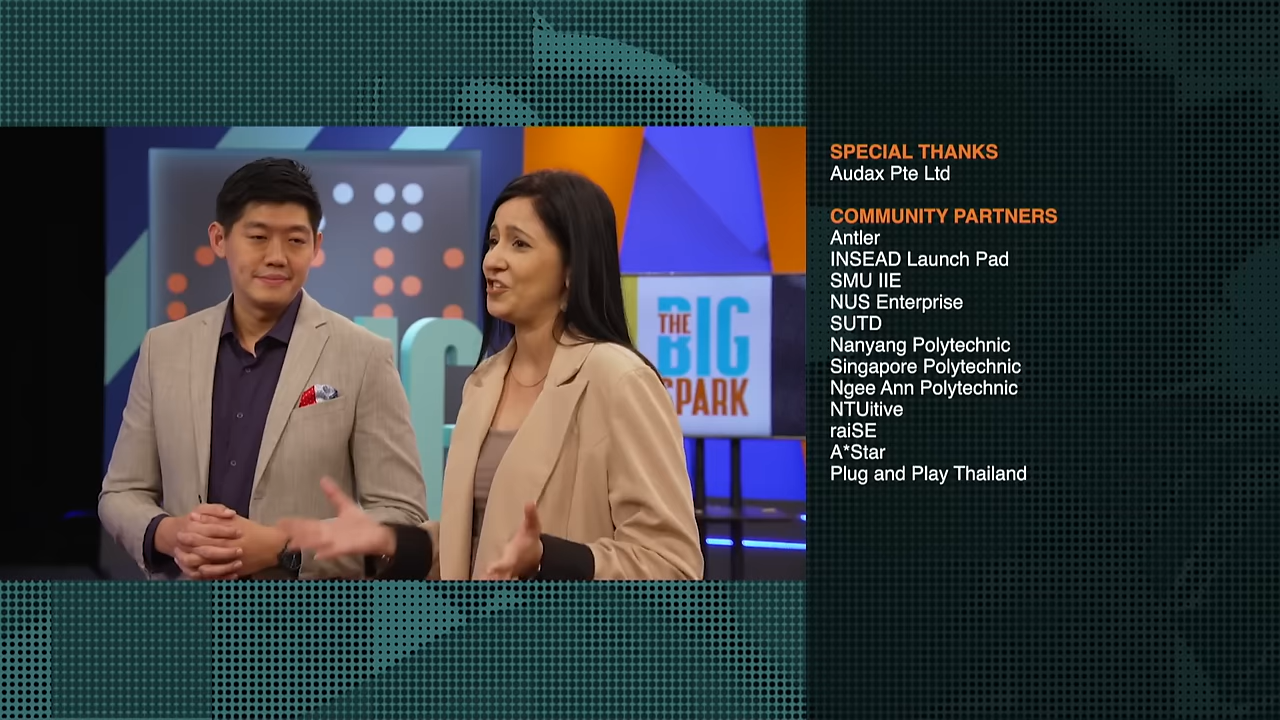 THE
BIG
SPARK
SPECIAL THANKS
Audax Pte Ltd
COMMUNITY PARTNERS
Antler
INSEAD Launch Pad
SMU IIE
NUS Enterprise
SUTD
Nanyang Polytechnic
Singapore Polytechnic
Ngee Ann Polytechnic
NTUitive
raiSE
A*Star
Plug and Play Thailand